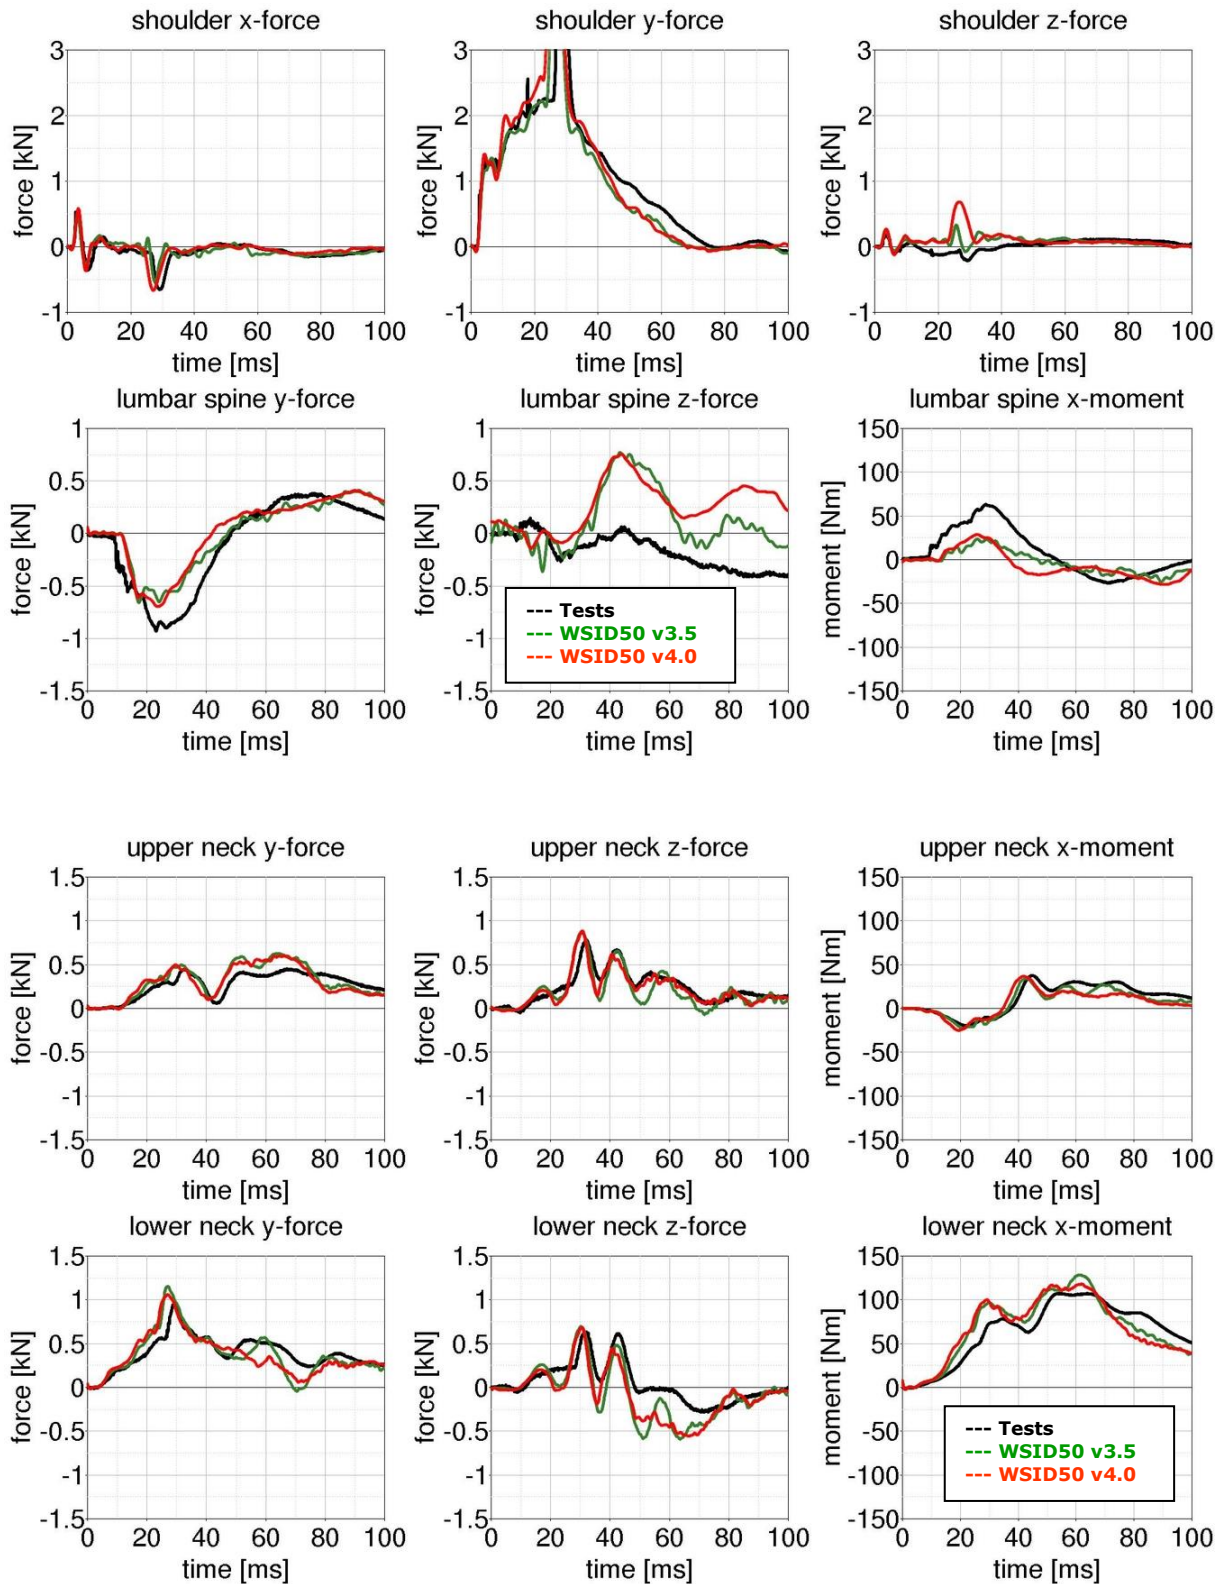 shoulder x-force
shoulder y-force
shoulder z-force
3
2
1
0
-1
force [kN]
0 20 40 60 80 100
time [ms]
3
2
1
0
-1
force [kN]
0 20 40 60 80 100
time [ms]
3
2
1
0
-1
force [kN]
0 20 40 60 80 100
time [ms]
lumbar spine y-force
lumbar spine z-force
lumbar spine x-moment
1
0.5
0
-0.5
-1
-1.5
force [kN]
0 20 40 60 80 100
time [ms]
1
0.5
0
-0.5
-1
-1.5
force [kN]
--- Tests
--- WSID50 v3.5
--- WSID50 v4.0
0 20 40 60 80 100
time [ms]
150
100
50
0
-50
-100
-150
moment [Nm]
0 20 40 60 80 100
time [ms]
upper neck y-force
upper neck z-force
upper neck x-moment
1.5
1
0.5
0
-0.5
-1
-1.5
force [kN]
0 20 40 60 80 100
time [ms]
1.5
1
0.5
0
-0.5
-1
-1.5
force [kN]
0 20 40 60 80 100
time [ms]
150
100
50
0
-50
-100
-150
moment [Nm]
0 20 40 60 80 100
time [ms]
lower neck y-force
lower neck z-force
lower neck x-moment
1.5
1
0.5
0
-0.5
-1
-1.5
force [kN]
0 20 40 60 80 100
time [ms]
1.5
1
0.5
0
-0.5
-1
-1.5
force [kN]
0 20 40 60 80 100
time [ms]
150
100
50
0
-50
-100
-150
moment [Nm]
--- Tests
--- WSID50 v3.5
--- WSID50 v4.0
0 20 40 60 80 100
time [ms]